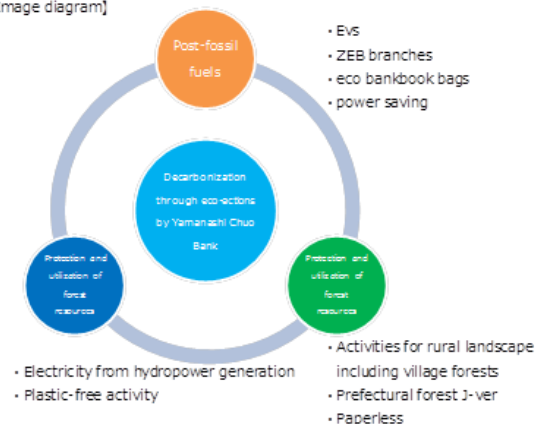 mage diagram】
Post-fossil
fuels
・Evs
・ZEB branches
・eco bankbook bags
・power saving
Decarbonization
through eco-actions
by Yamanashi Chuo
Bank
Protection and
utilization of
forest
resources
Protection and
utilization of
forest
resources
・Electricity from hydropower generation
・Plastic-free activity
・Activities for rural landscape
including village forests
・Prefectural forest J-ver
・Paperless